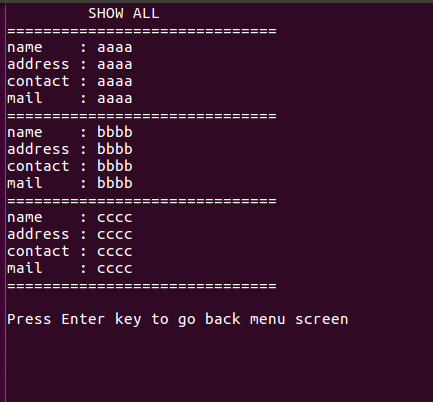 SHOW ALL
==============================
name    : aaaa
address : aaaa
contact : aaaa
mail    : aaaa
==============================
name    : bbbb
address : bbbb
contact : bbbb
mail    : bbbb
==============================
name    : cccc
address : cccc
contact : cccc
mail    : cccc
==============================
Press Enter key to go back menu screen